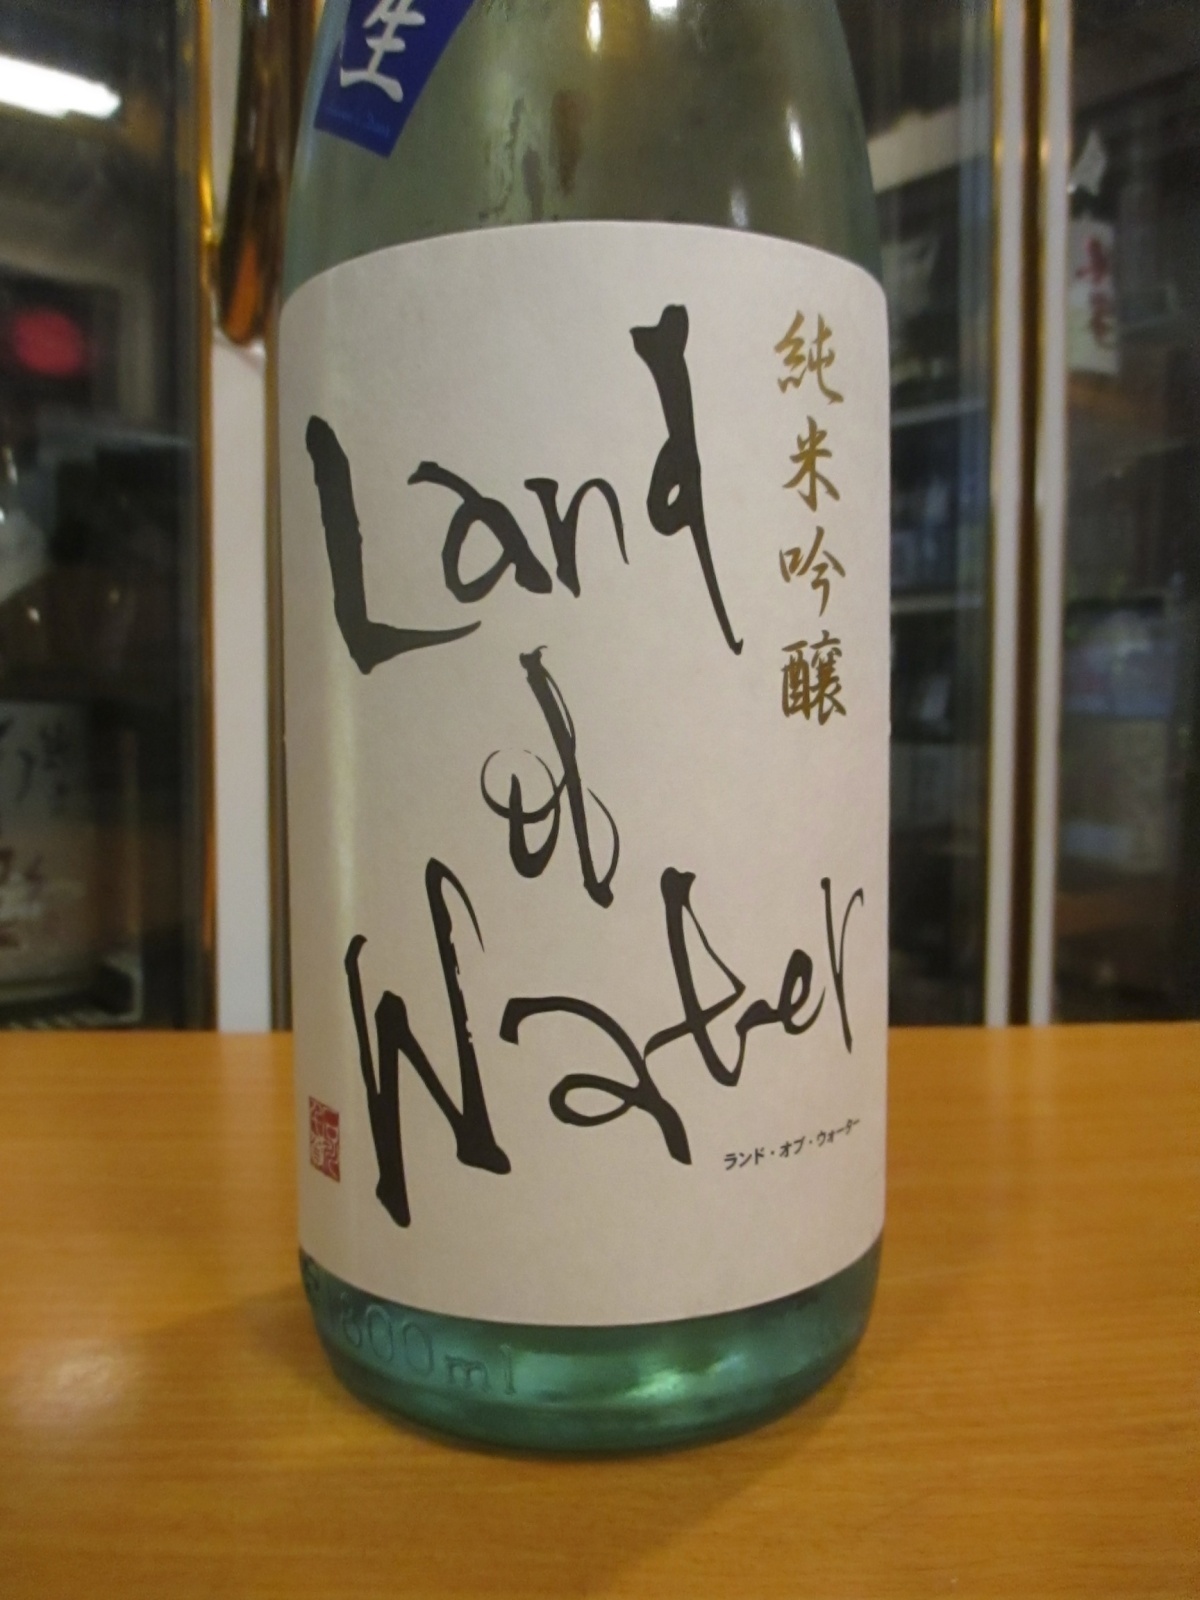 生
純米吟醸
Land
of
Water
ランド・オブ・ウォーター
1800ml